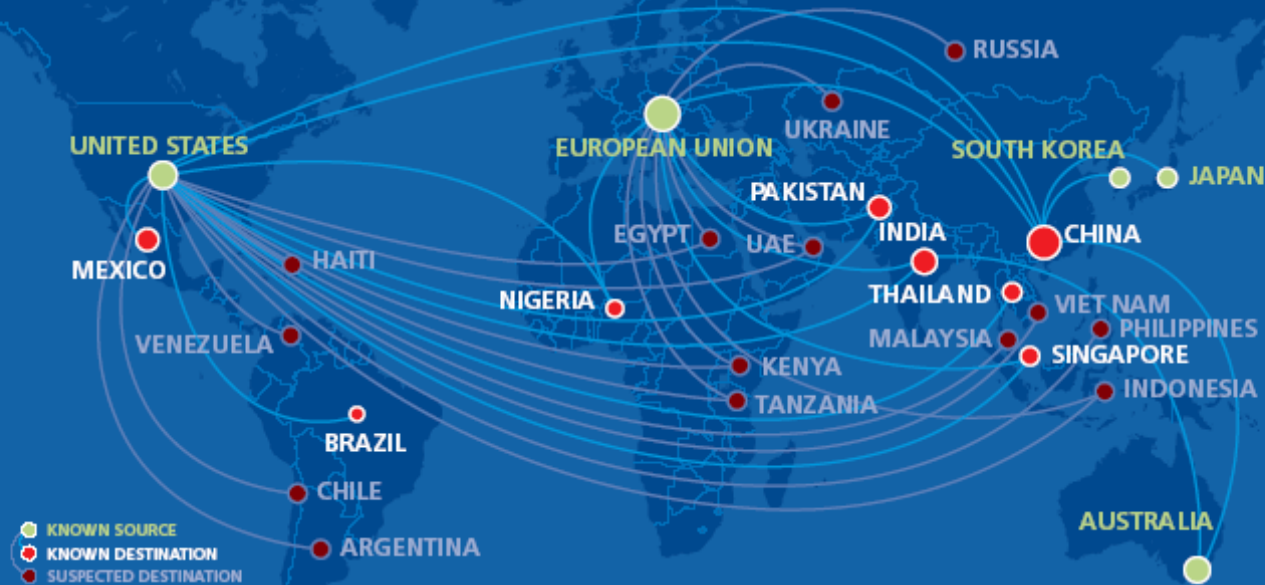 RUSSIA
UKRAINE
UNITED STATES
EUROPEAN UNION
SOUTH KOREA
JAPAN
PAKISTAN
INDIA
CHINA
EGYPT
UAE
MEXICO
HAITI
NIGERIA
THAILAND
VIET NAM
PHILIPPINES
MALAYSIA
SINGAPORE
VENEZUELA
KENYA
INDONESIA
TANZANIA
BRAZIL
CHILE
AUSTRALIA
ARGENTINA
KNOWN SOURCE
KNOWN DESTINATION
SUSPECTED DESTINATION